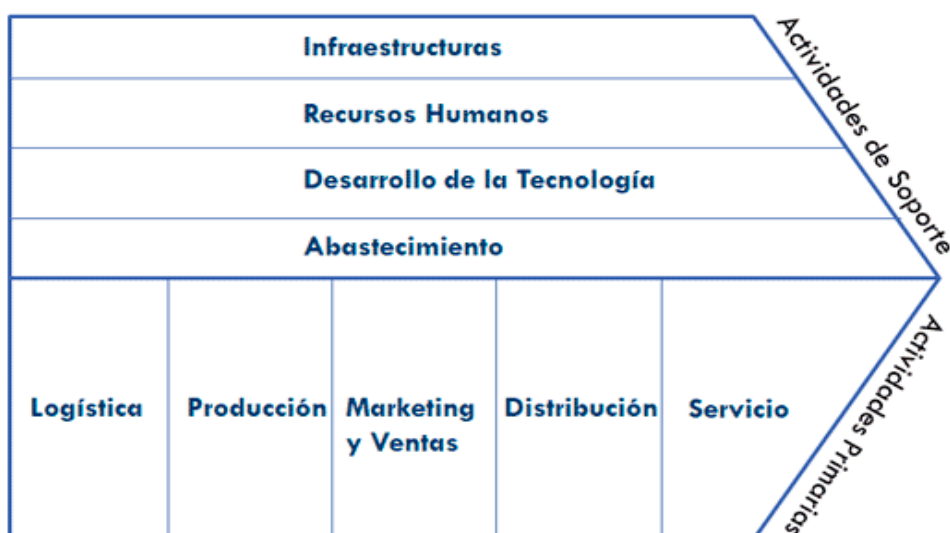 Infraestructuras
Recursos Humanos
Desarrollo de la Tecnología
Abastecimiento
Actividades de Soporte
Logística
Producción
Marketing
y Ventas
Distribución
Servicio
Actividades Primarias